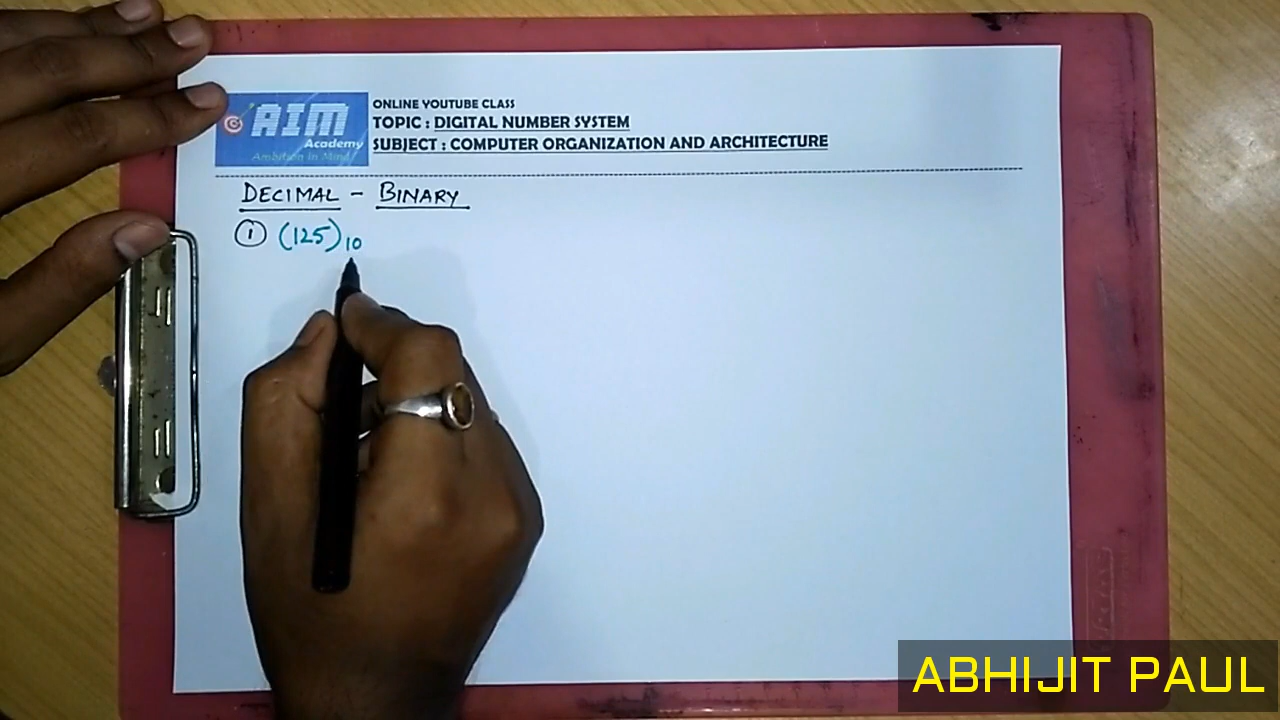 AIM
Academy
Ambition in Mind
ONLINE YOUTUBE CLASS
TOPIC : DIGITAL NUMBER SYSTEM
SUBJECT : COMPUTER ORGANIZATION AND ARCHITECTURE
DECIMAL - BINARY
① (125)10
ABHIJIT PAUL